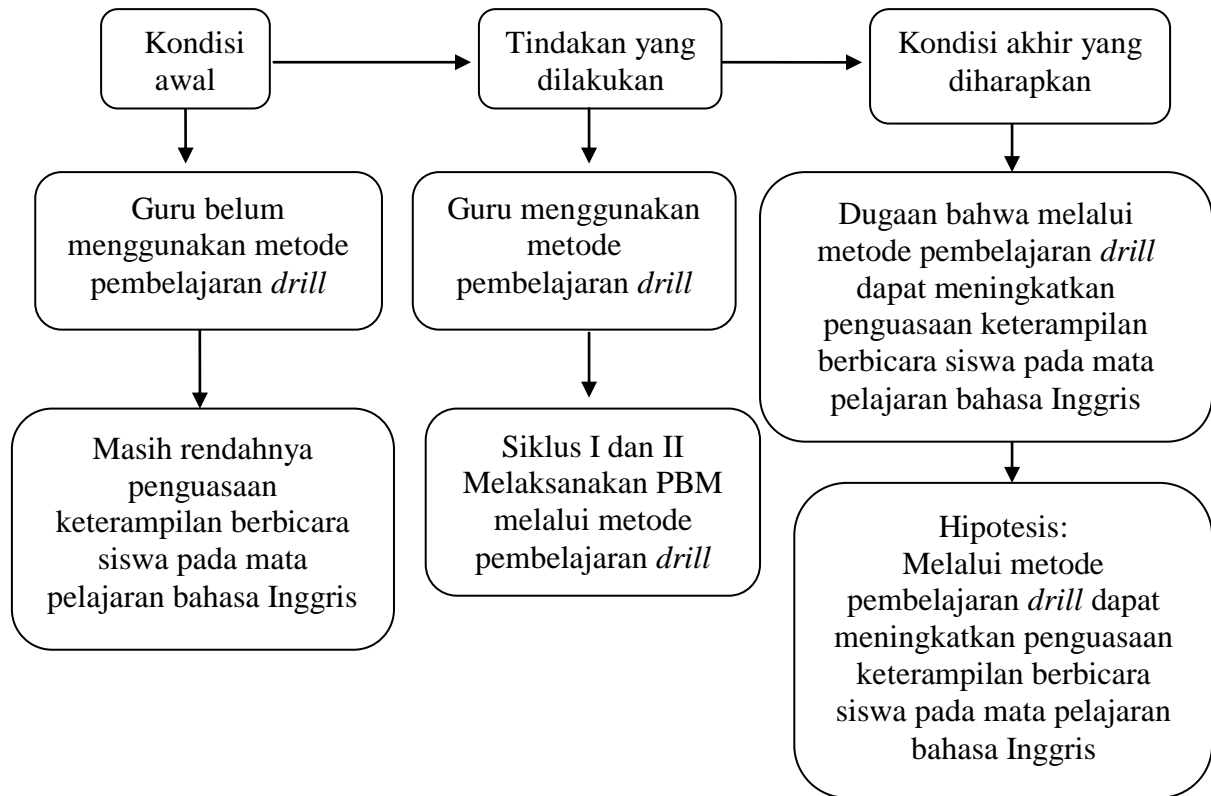 Kondisi
awal
Tindakan yang
dilakukan
Kondisi akhir yang
diharapkan
Guru belum
menggunakan metode
pembelajaran drill
Guru menggunakan
metode
pembelajaran drill
Dugaan bahwa melalui
metode pembelajaran drill
dapat meningkatkan
penguasaan keterampilan
berbicara siswa pada mata
pelajaran bahasa Inggris
Masih rendahnya
penguasaan
keterampilan berbicara
siswa pada mata
pelajaran bahasa Inggris
Siklus I dan II
Melaksanakan PBM
melalui metode
pembelajaran drill
Hipotesis:
Melalui metode
pembelajaran drill dapat
meningkatkan penguasaan
keterampilan berbicara
siswa pada mata pelajaran
bahasa Inggris